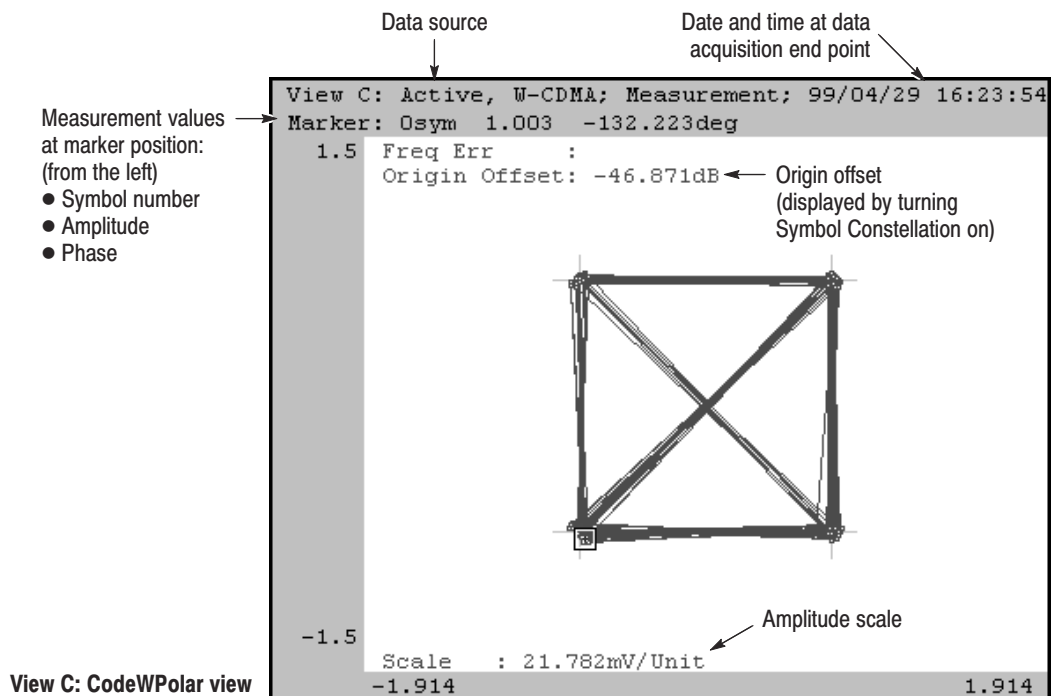 Data source
Date and time at data
acquisition end point
View C: Active, W-CDMA; Measurement; 99/04/29 16:23:54
Marker: 0sym 1.003 -132.223deg
Measurement values
at marker position:
(from the left)
● Symbol number
● Amplitude
● Phase
1.5
Freq Err :
Origin Offset: -46.871dB
Origin offset
(displayed by turning
Symbol Constellation on)
Amplitude scale
-1.5
Scale : 21.782mV/Unit
-1.914 1.914
View C: CodeWPolar view